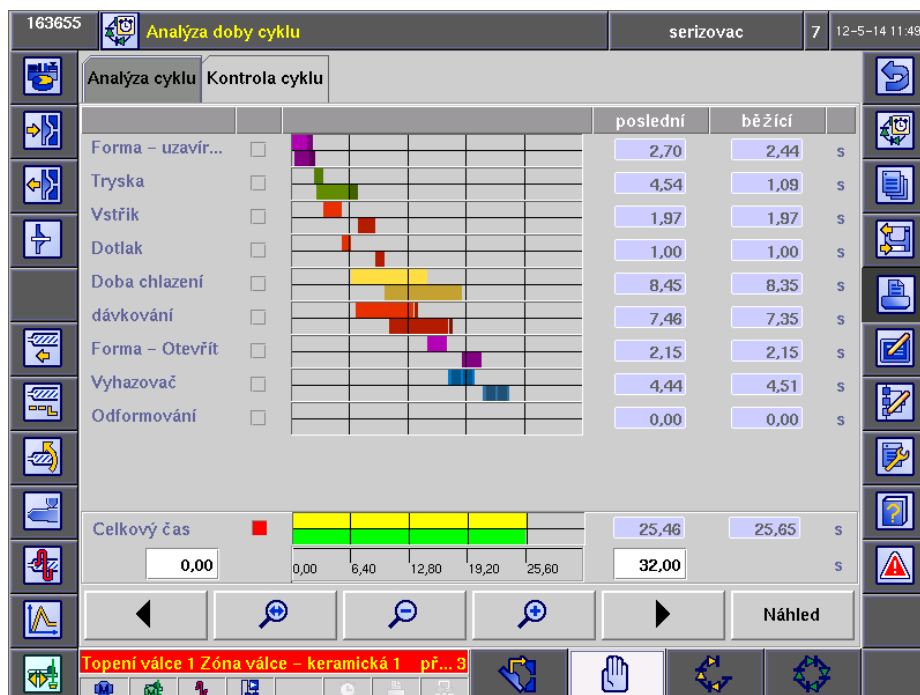 163655 Analýza doby cyklu serizovac 7 12-5-14 11:49
Analýza cyklu Kontrola cyklu
poslední běžící
Forma – uzavír... 2,70 2,44 s
Tryska 4,54 1,09 s
Vstřik 1,97 1,97 s
Dotlak 1,00 1,00 s
Doba chlazení 8,45 8,35 s
dávkování 7,46 7,35 s
Forma – Otevřít 2,15 2,15 s
Vyhazovač 4,44 4,51 s
Odformování 0,00 0,00 s
Celkový čas 25,46 25,65 s
0,00 0,00 6,40 12,80 19,20 25,60 32,00 s
Náhled
Topení válce 1 Zóna válce – keramická 1 př... 3